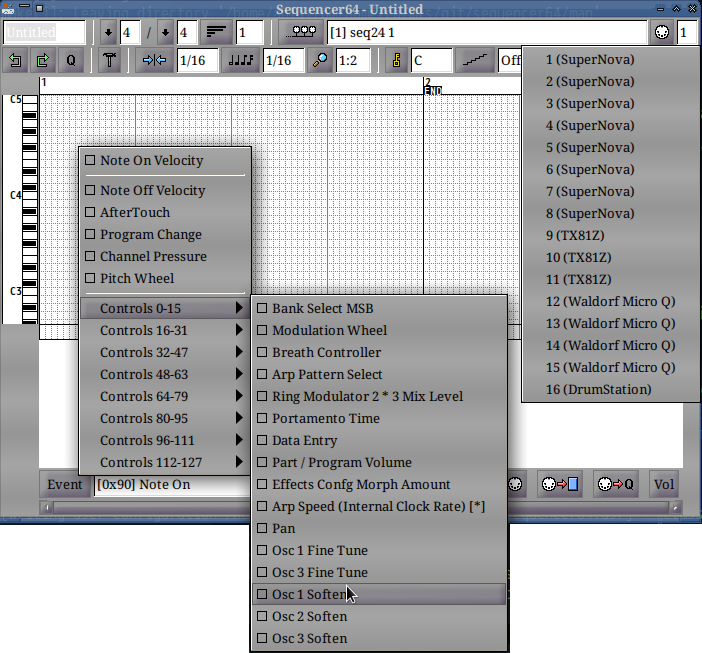 Sequencer64 - Untitled
Untitled 4 / 4 1 [1] seq24 1 1
Q 1/16 1/16 1:2 C Off
1 2
END
C5
C4
C3
Note On Velocity
Note Off Velocity
AfterTouch
Program Change
Channel Pressure
Pitch Wheel
Controls 0-15
Controls 16-31
Controls 32-47
Controls 48-63
Controls 64-79
Controls 80-95
Controls 96-111
Controls 112-127
Bank Select MSB
Modulation Wheel
Breath Controller
Arp Pattern Select
Ring Modulator 2 * 3 Mix Level
Portamento Time
Data Entry
Part / Program Volume
Effects Confg Morph Amount
Arp Speed (Internal Clock Rate) [*]
Pan
Osc 1 Fine Tune
Osc 3 Fine Tune
Osc 1 Soften
Osc 2 Soften
Osc 3 Soften
1 (SuperNova)
2 (SuperNova)
3 (SuperNova)
4 (SuperNova)
5 (SuperNova)
6 (SuperNova)
7 (SuperNova)
8 (SuperNova)
9 (TX81Z)
10 (TX81Z)
11 (TX81Z)
12 (Waldorf Micro Q)
13 (Waldorf Micro Q)
14 (Waldorf Micro Q)
15 (Waldorf Micro Q)
16 (DrumStation)
Event [0x90] Note On Q Vol